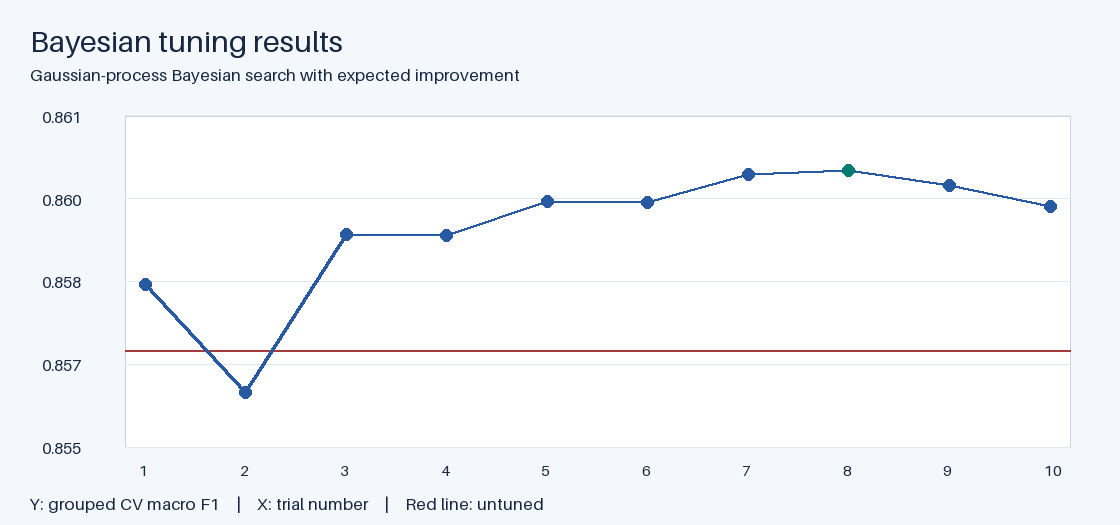 Bayesian tuning results
Gaussian-process Bayesian search with expected improvement
0.861
0.860
0.858
0.857
0.855
1 2 3 4 5 6 7 8 9 10
Y: grouped CV macro F1 | X: trial number | Red line: untuned